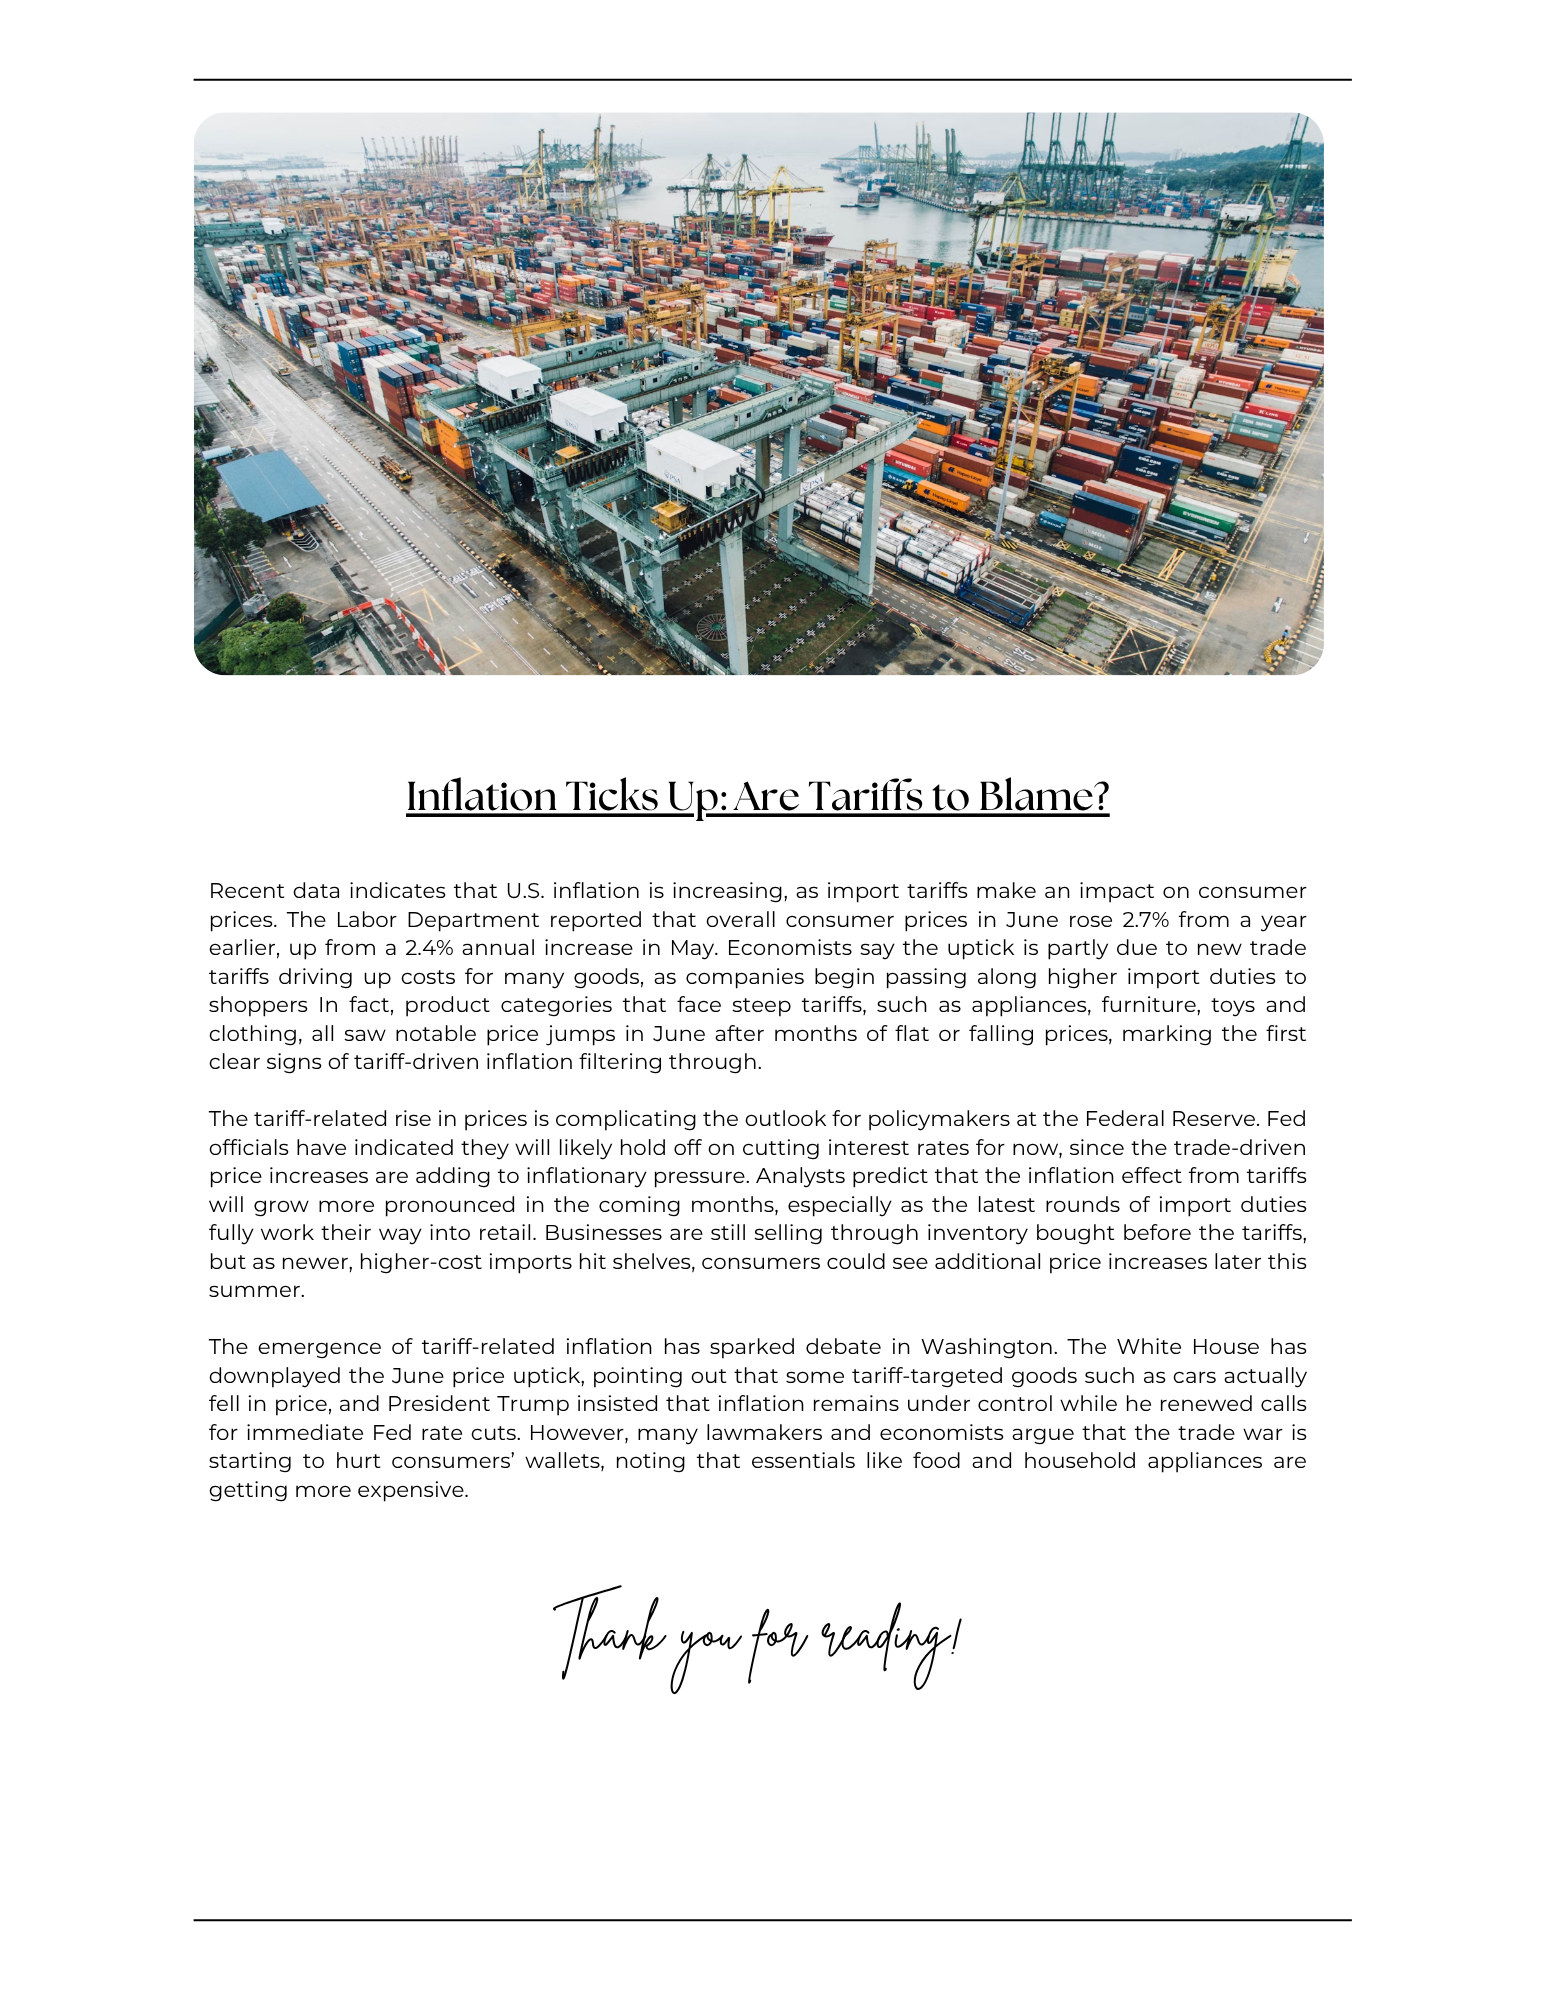 Inflation Ticks Up: Are Tariffs to Blame?
Recent data indicates that U.S. inflation is increasing, as import tariffs make an impact on consumer
prices. The Labor Department reported that overall consumer prices in June rose 2.7% from a year
earlier, up from a 2.4% annual increase in May. Economists say the uptick is partly due to new trade
tariffs driving up costs for many goods, as companies begin passing along higher import duties to
shoppers In fact, product categories that face steep tariffs, such as appliances, furniture, toys and
clothing, all saw notable price jumps in June after months of flat or falling prices, marking the first
clear signs of tariff-driven inflation filtering through.
The tariff-related rise in prices is complicating the outlook for policymakers at the Federal Reserve. Fed
officials have indicated they will likely hold off on cutting interest rates for now, since the trade-driven
price increases are adding to inflationary pressure. Analysts predict that the inflation effect from tariffs
will grow more pronounced in the coming months, especially as the latest rounds of import duties
fully work their way into retail. Businesses are still selling through inventory bought before the tariffs,
but as newer, higher-cost imports hit shelves, consumers could see additional price increases later this
summer.
The emergence of tariff-related inflation has sparked debate in Washington. The White House has
downplayed the June price uptick, pointing out that some tariff-targeted goods such as cars actually
fell in price, and President Trump insisted that inflation remains under control while he renewed calls
for immediate Fed rate cuts. However, many lawmakers and economists argue that the trade war is
starting to hurt consumers’ wallets, noting that essentials like food and household appliances are
getting more expensive.
Thank you for reading!